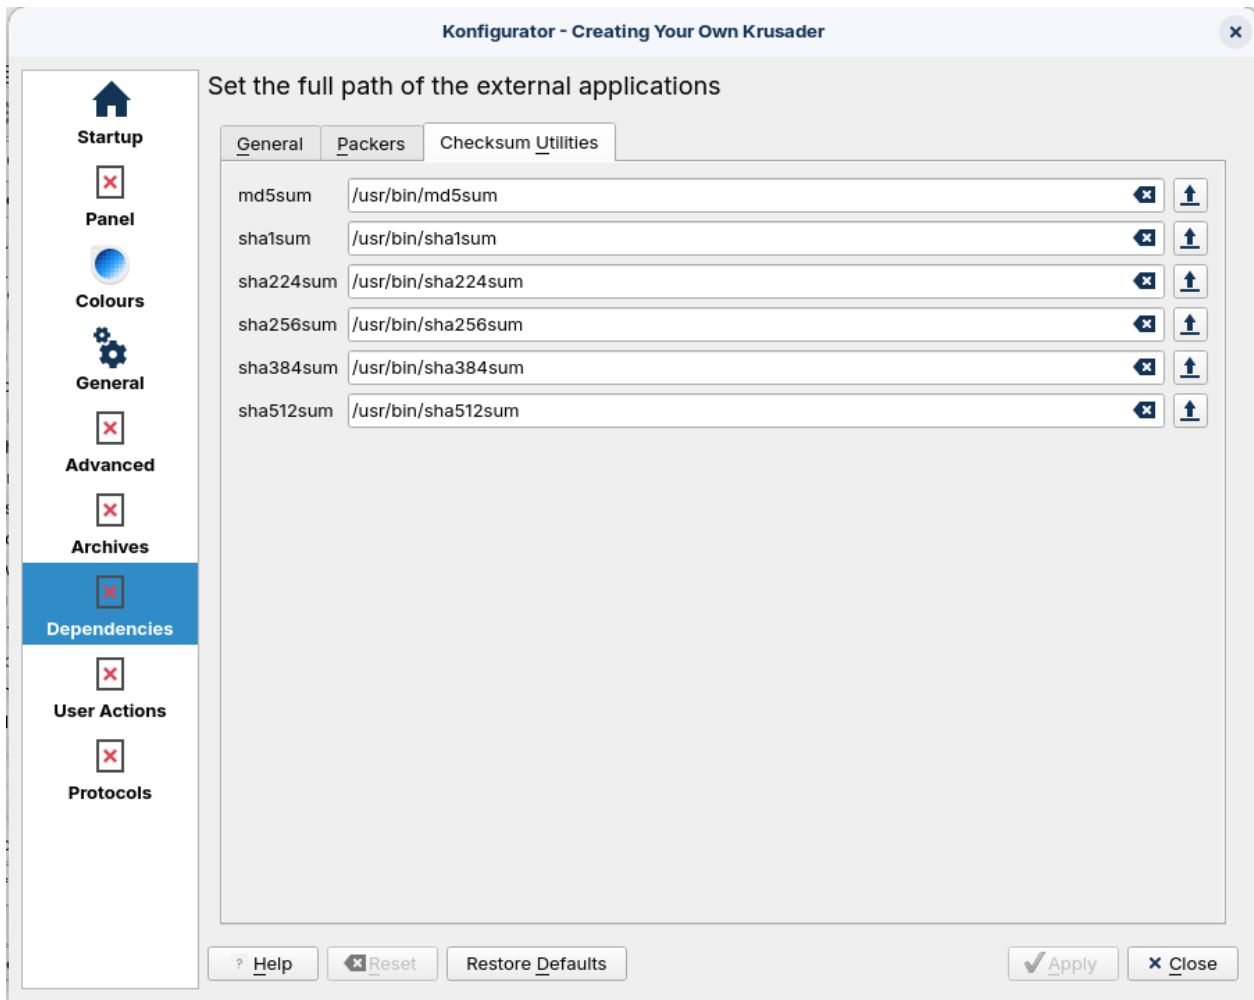 Konfigurator - Creating Your Own Krusader
Startup
Panel
Colours
General
Advanced
Archives
Dependencies
User Actions
Protocols
Set the full path of the external applications
General Packers Checksum Utilities
md5sum /usr/bin/md5sum
sha1sum /usr/bin/sha1sum
sha224sum /usr/bin/sha224sum
sha256sum /usr/bin/sha256sum
sha384sum /usr/bin/sha384sum
sha512sum /usr/bin/sha512sum
? Help Reset Restore Defaults Apply Close